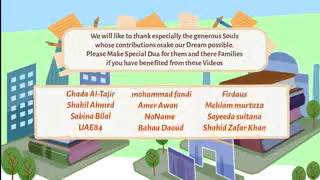 We will like to thank especially the generous Souls
whose contributions make our Dream possible.
Please Make Special Dua for them and there Families
if you have benefited from these Videos
Ghada Al-Tajir mohammad fandi Firdaus
Shakil Ahmed Amer Awan Mehlam murtaza
Sabina Bilal NoName Sayeeda sultana
UAE84 Bahaa Daoud Shahid Zafar Khan